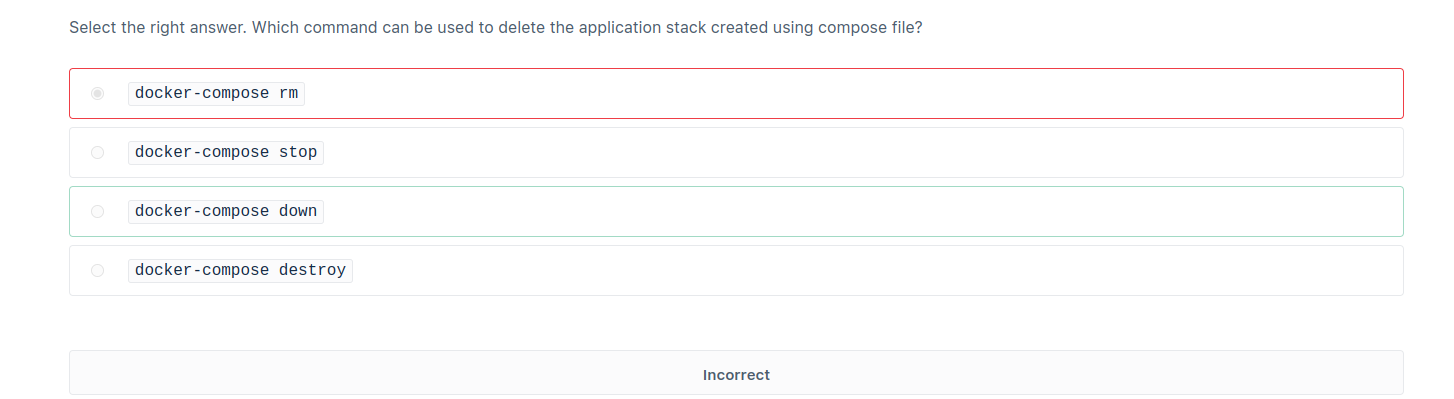 Select the right answer. Which command can be used to delete the application stack created using compose file?
docker-compose rm
docker-compose stop
docker-compose down
docker-compose destroy
Incorrect